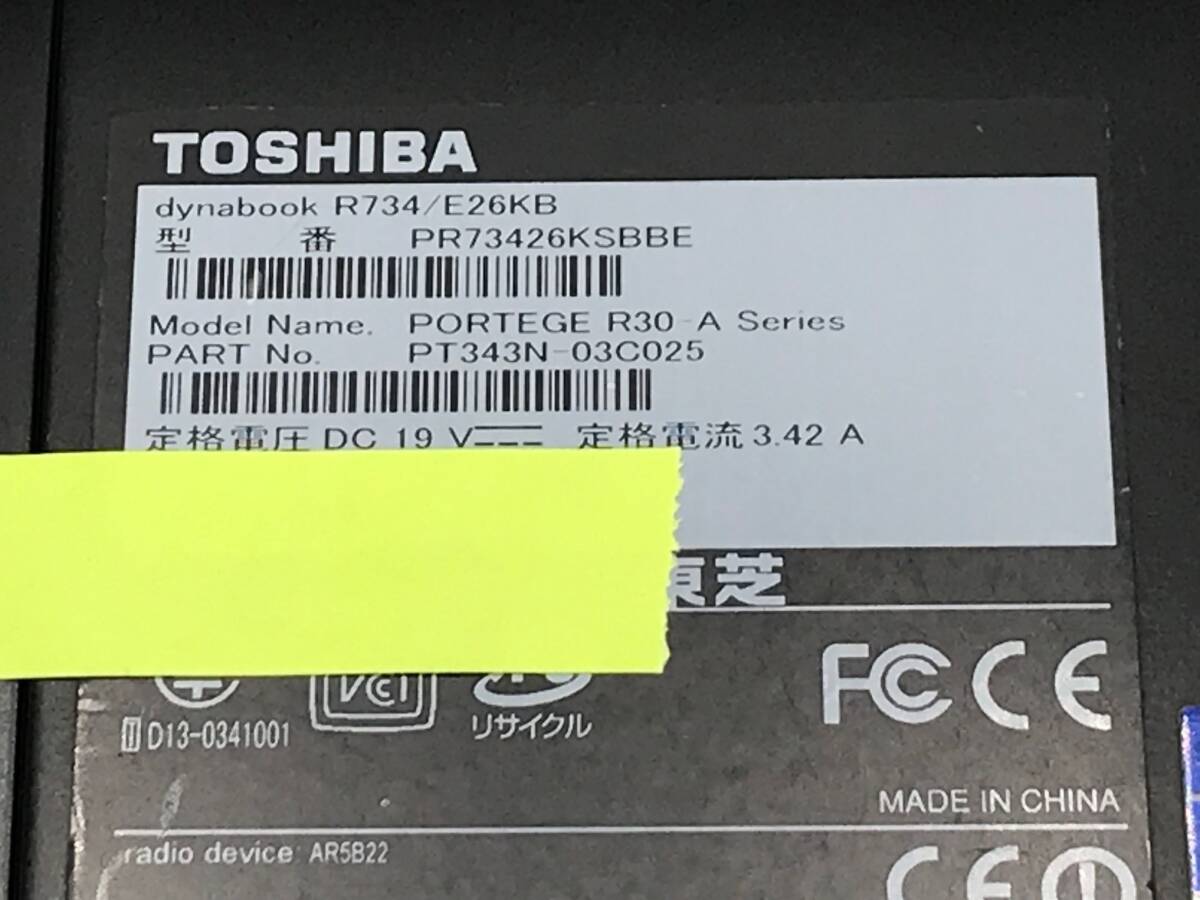 TOSHIBA
dynabook R734/E26KB
型 番 PR73426KSBBE
Model Name. PORTEGE R30-A Series
PART No. PT343N-03C025
定格電圧 DC 19 V 定格電流 3.42 A
東芝
VCI
FC CE
リサイクル
D13-0341001
MADE IN CHINA
radio device: AR5B22
CE